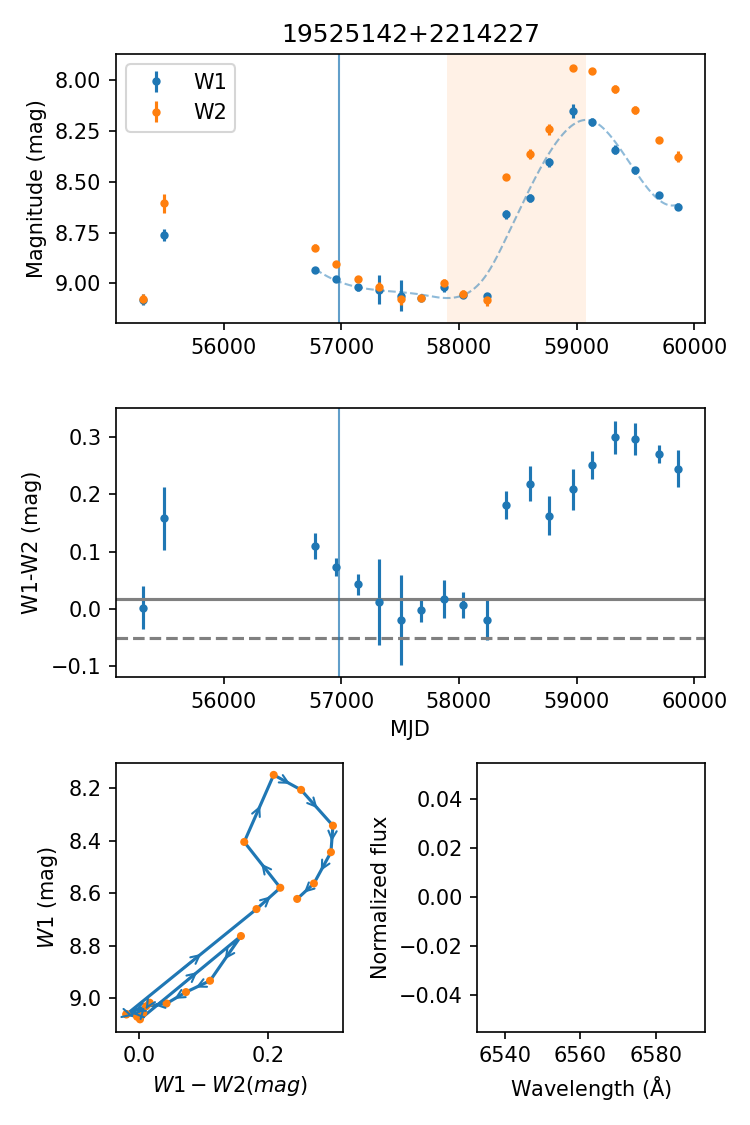 19525142+2214227
W1
W2
8.00
8.25
8.50
8.75
9.00
Magnitude (mag)
56000 57000 58000 59000 60000
0.3
0.2
0.1
0.0
−0.1
W1-W2 (mag)
56000 57000 58000 59000 60000
MJD
8.2
8.4
8.6
8.8
9.0
W1 (mag)
0.0 0.2
W1 − W2(mag)
0.04
0.02
0.00
−0.02
−0.04
Normalized flux
6540 6560 6580
Wavelength (Å)